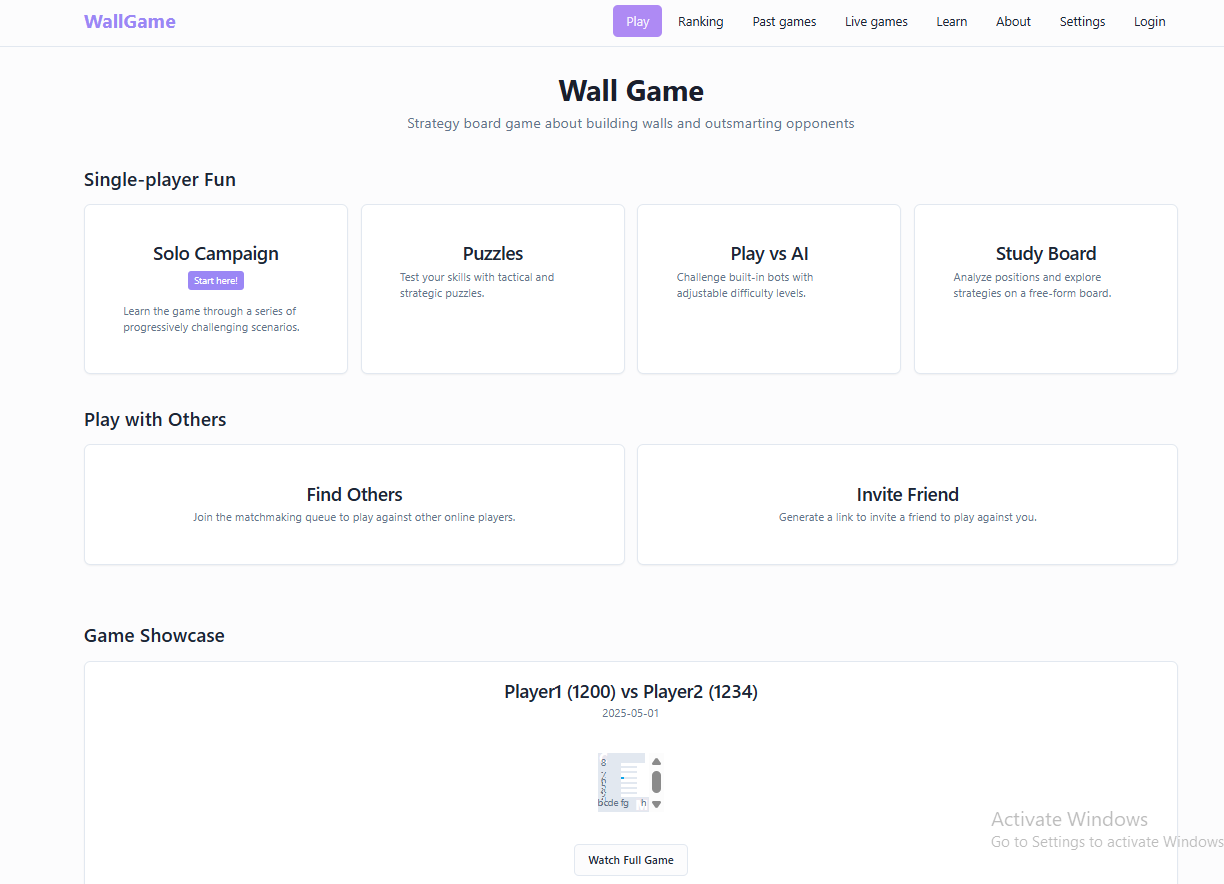 WallGame
Play
Ranking
Past games
Live games
Learn
About
Settings
Login
Wall Game
Strategy board game about building walls and outsmarting opponents
Single-player Fun
Solo Campaign
Start here!
Learn the game through a series of
progressively challenging scenarios.
Puzzles
Test your skills with tactical and
strategic puzzles.
Play vs AI
Challenge built-in bots with
adjustable difficulty levels.
Study Board
Analyze positions and explore
strategies on a free-form board.
Play with Others
Find Others
Join the matchmaking queue to play against other online players.
Invite Friend
Generate a link to invite a friend to play against you.
Game Showcase
Player1 (1200) vs Player2 (1234)
2025-05-01
8
bcde fg h
Watch Full Game
Activate Windows
Go to Settings to activate Windows